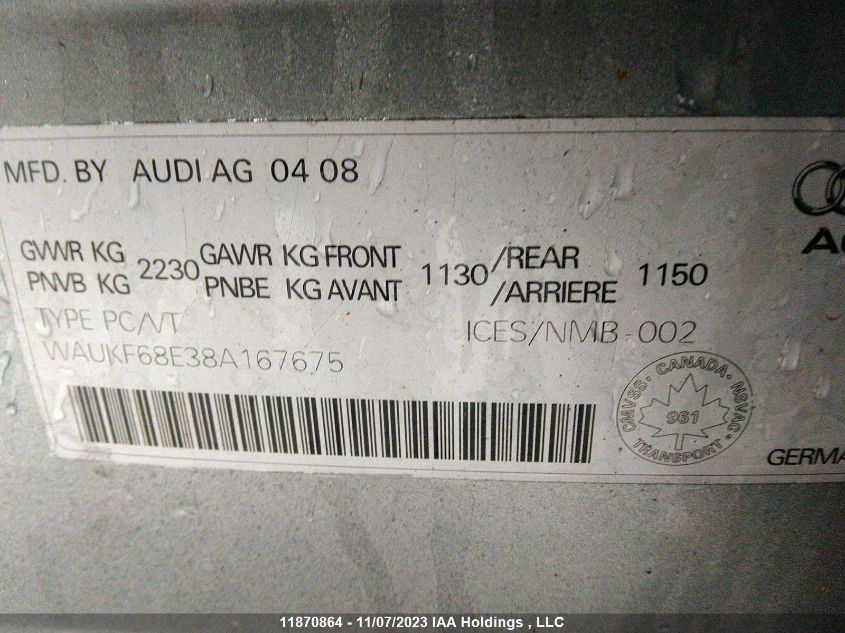 MFD. BY AUDI AG 04 08
GVWR KG 2230 GAWR KG FRONT 1130 /REAR 1150
PNVB KG PNBE KG AVANT /ARRIERE
TYPE PC/VT ICES/NMB-002
WAUKF68E38A167675
CMVSS · CANADA · NSVAC
961
TRANSPORT
11870864 - 11/07/2023 IAA Holdings , LLC